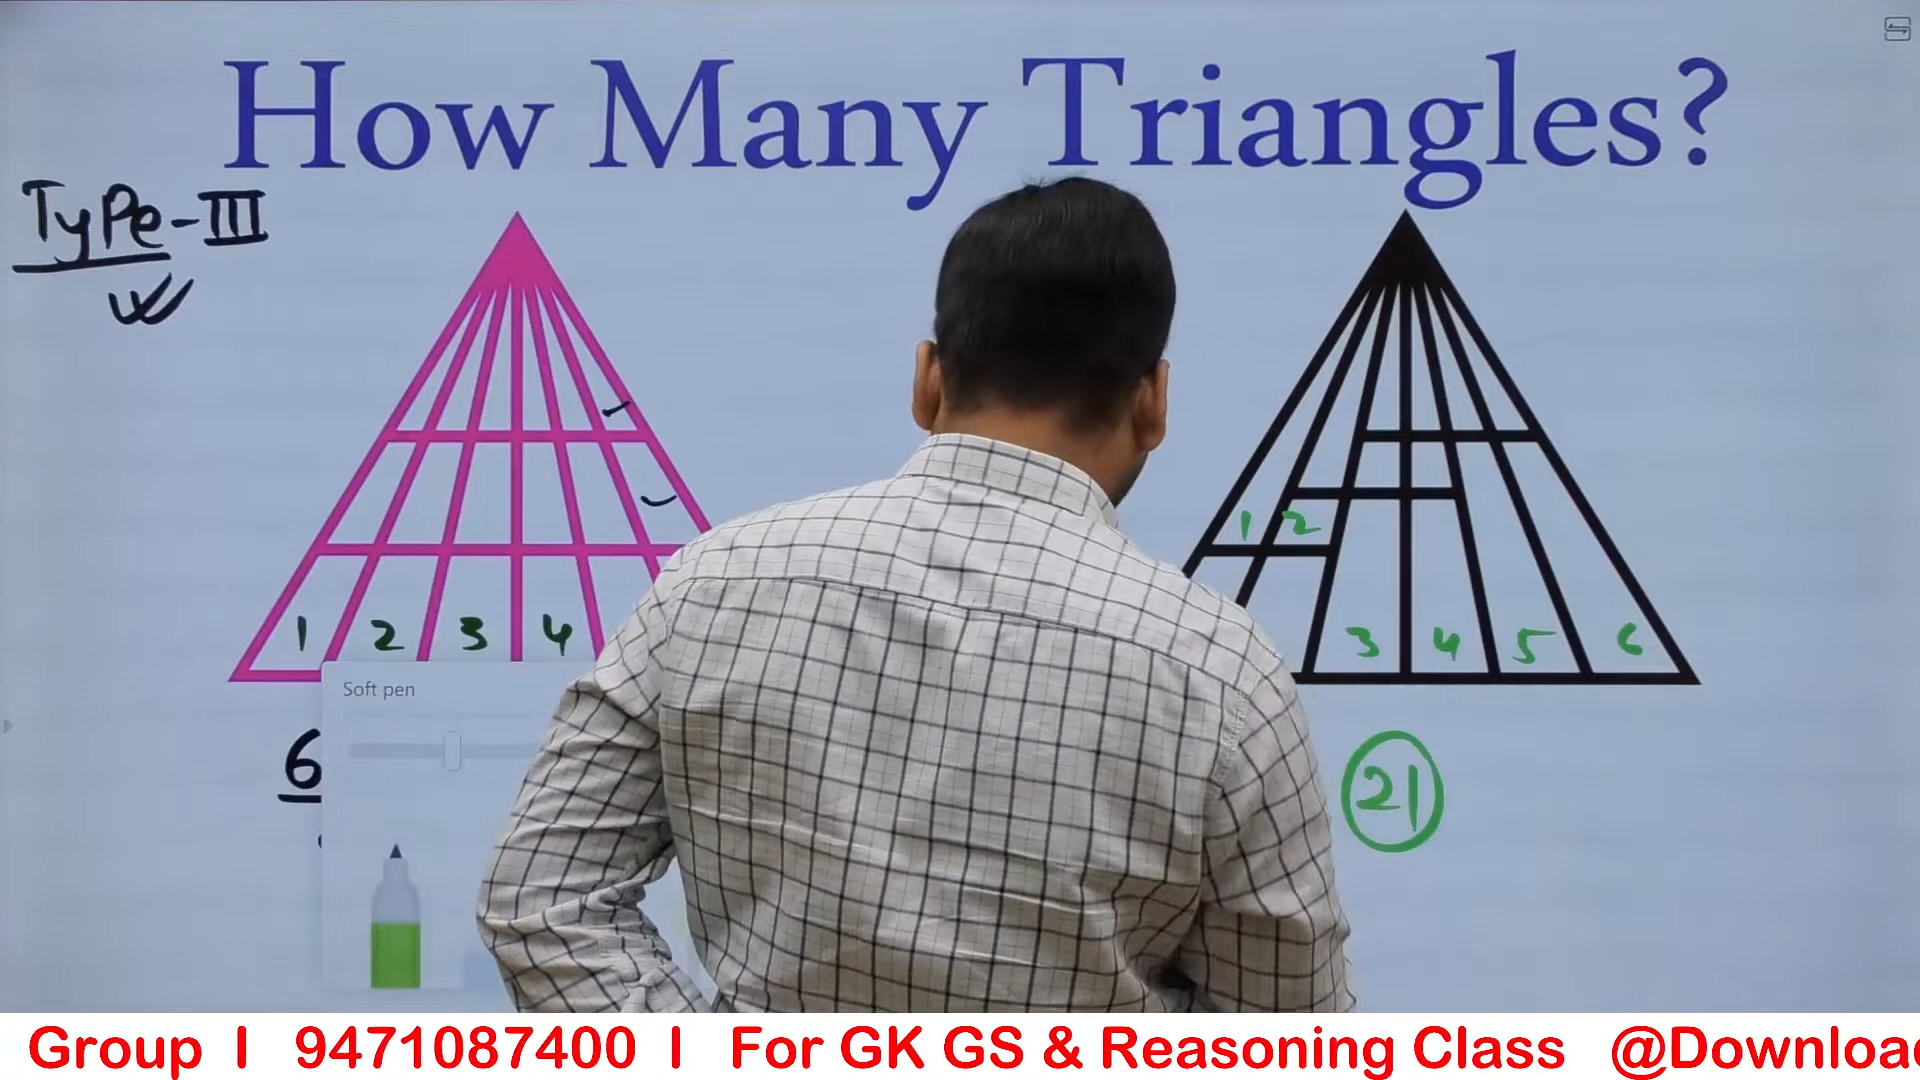 How Many Triangles?
Type-III
1 2 3 4
1 2
3 4 5 6
Soft pen
6
21
Group I 9471087400 I For GK GS & Reasoning Class @Download